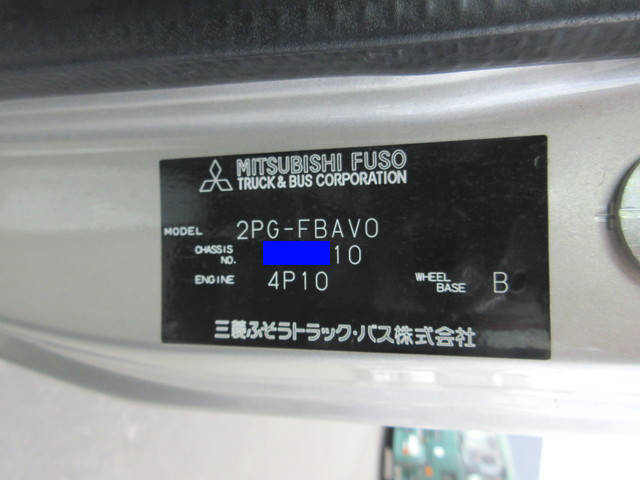 MITSUBISHI FUSO
TRUCK & BUS CORPORATION
MODEL 2PG-FBAV0
CHASSIS NO. 10
ENGINE 4P10 WHEEL BASE B
三菱ふそうトラック・バス株式会社